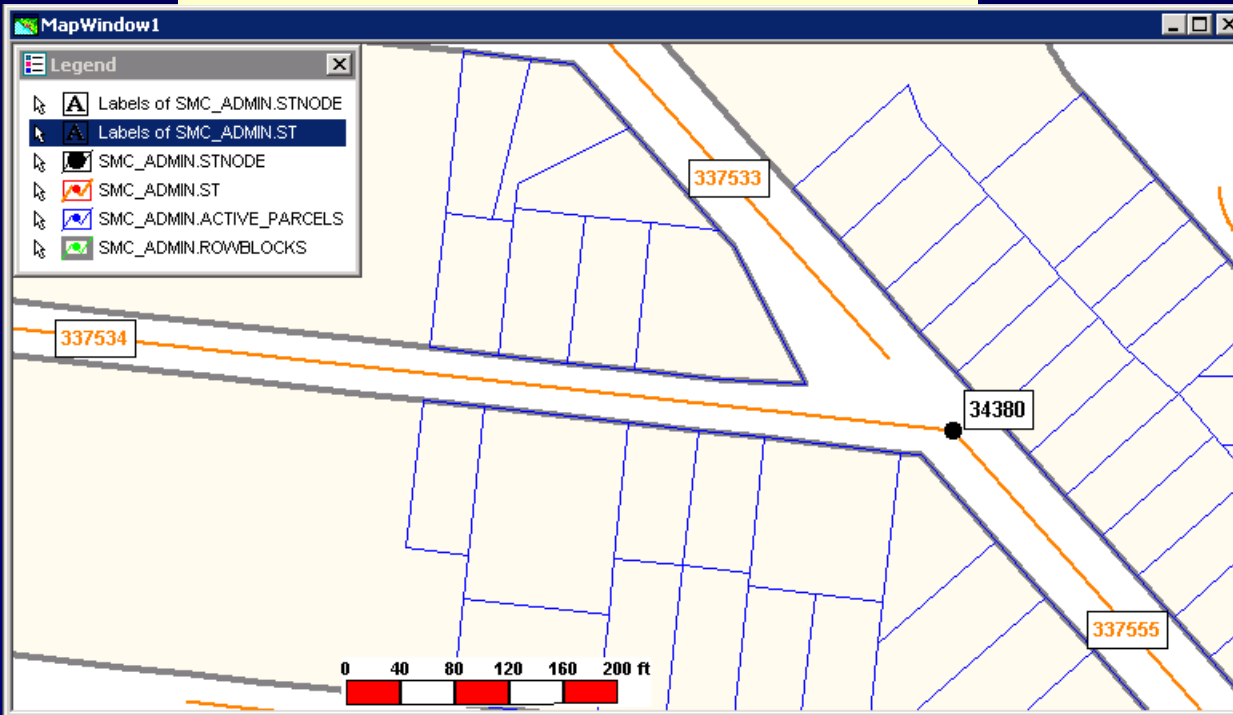 MapWindow1
Legend
A Labels of SMC_ADMIN.STNODE
A Labels of SMC_ADMIN.ST
SMC_ADMIN.STNODE
SMC_ADMIN.ST
SMC_ADMIN.ACTIVE_PARCELS
SMC_ADMIN.ROWBLOCKS
337533
337534
34380
337555
0 40 80 120 160 200 ft